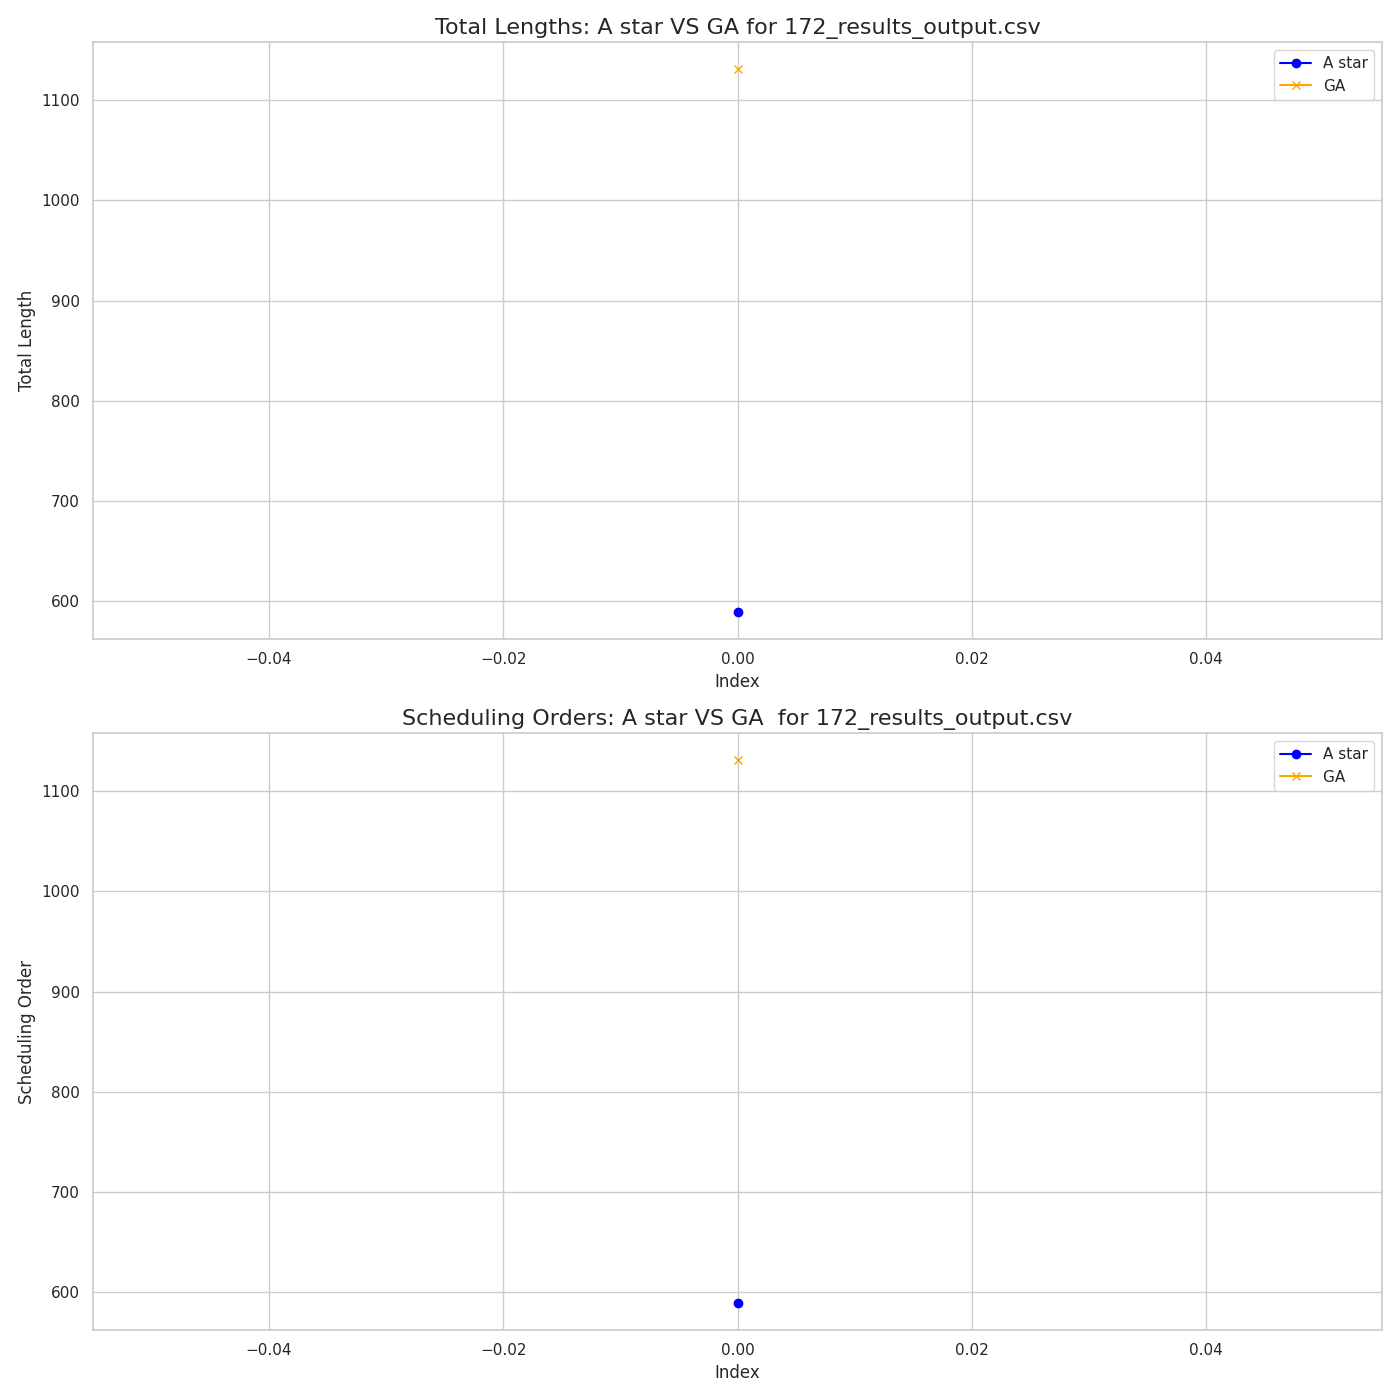 Total Lengths: A star VS GA for 172_results_output.csv
A star
GA
1100
1000
900
800
700
600
Total Length
−0.04
−0.02
0.00
0.02
0.04
Index
Scheduling Orders: A star VS GA  for 172_results_output.csv
A star
GA
1100
1000
900
800
700
600
Scheduling Order
−0.04
−0.02
0.00
0.02
0.04
Index